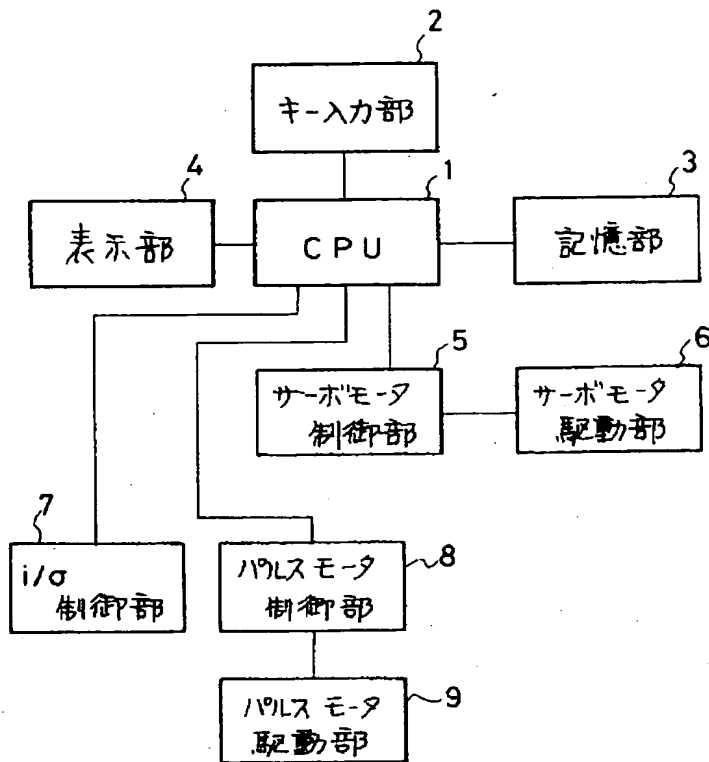 2
キー入力部
4
1
3
表示部
CPU
記憶部
5
6
サーボモータ
制御部
サーボモータ
駆動部
7
i/o
制御部
8
パルスモータ
制御部
9
パルスモータ
駆動部